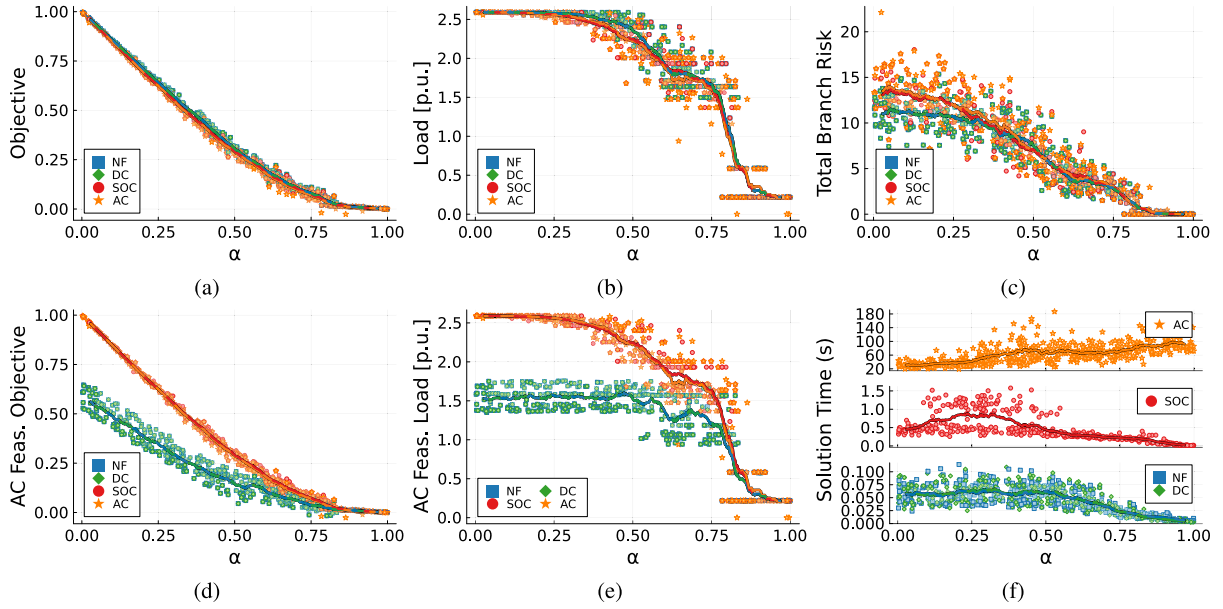 Objective
1.00
0.75
0.50
0.25
0.00
NF
DC
SOC
AC
0.00 0.25 0.50 0.75 1.00
α
(a)
Load [p.u.]
2.5
2.0
1.5
1.0
0.5
0.0
NF
DC
SOC
AC
0.00 0.25 0.50 0.75 1.00
α
(b)
Total Branch Risk
20
15
10
5
0
NF
DC
SOC
AC
0.00 0.25 0.50 0.75 1.00
α
(c)
AC Feas. Objective
1.00
0.75
0.50
0.25
0.00
NF
DC
SOC
AC
0.00 0.25 0.50 0.75 1.00
α
(d)
AC Feas. Load [p.u.]
2.5
2.0
1.5
1.0
0.5
0.0
NF DC
SOC AC
0.00 0.25 0.50 0.75 1.00
α
(e)
Solution Time (s)
180
140
100
60
20
AC
1.5
1.0
0.5
0.0
SOC
0.100
0.075
0.050
0.025
0.000
NF
DC
0.00 0.25 0.50 0.75 1.00
α
(f)